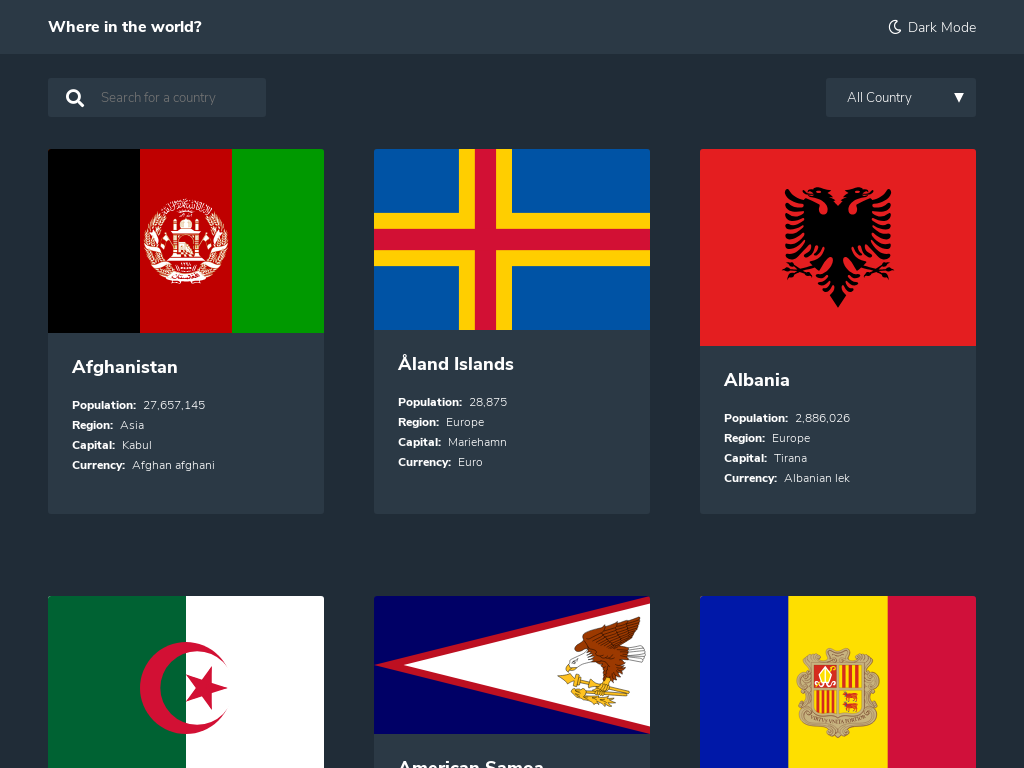 Where in the world?
Dark Mode
Search for a country
All Country ▼
Afghanistan
Population: 27,657,145
Region: Asia
Capital: Kabul
Currency: Afghan afghani
Åland Islands
Population: 28,875
Region: Europe
Capital: Mariehamn
Currency: Euro
Albania
Population: 2,886,026
Region: Europe
Capital: Tirana
Currency: Albanian lek
American Samoa